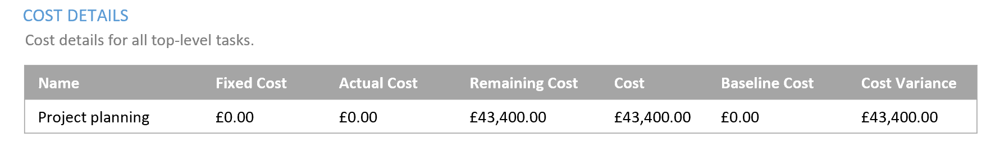 COST DETAILS
Cost details for all top-level tasks.
Name Fixed Cost Actual Cost Remaining Cost Cost Baseline Cost Cost Variance
Project planning £0.00 £0.00 £43,400.00 £43,400.00 £0.00 £43,400.00